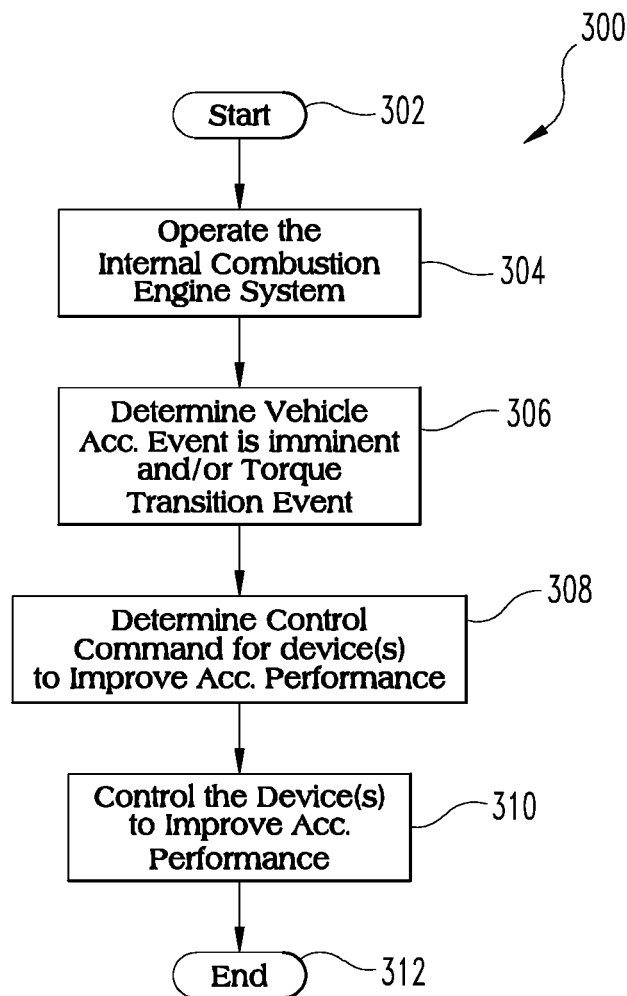 300
Start
302
Operate the
Internal Combustion
Engine System
304
Determine Vehicle
Acc. Event is imminent
and/or Torque
Transition Event
306
Determine Control
Command for device(s)
to Improve Acc. Performance
308
Control the Device(s)
to Improve Acc.
Performance
310
End
312